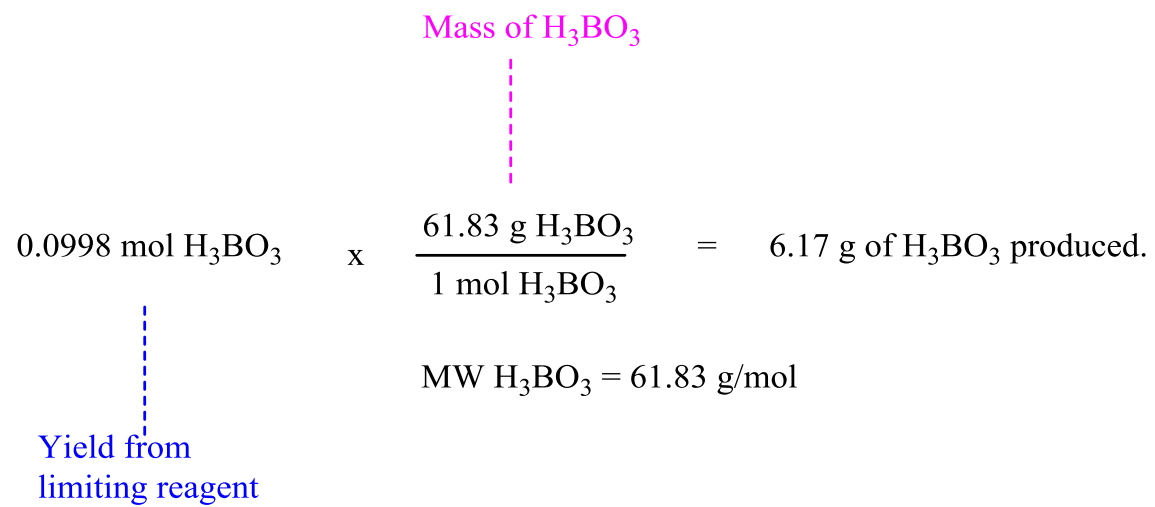 Mass of H₃BO₃
0.0998 mol H₃BO₃ x 61.83 g H₃BO₃ = 6.17 g of H₃BO₃ produced.
1 mol H₃BO₃
MW H₃BO₃ = 61.83 g/mol
Yield from
limiting reagent